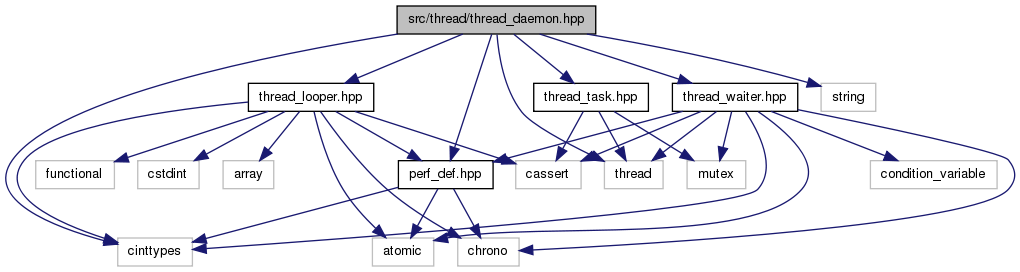 src/thread/thread_daemon.hpp
thread_looper.hpp
thread_task.hpp
thread_waiter.hpp
string
functional
cstdint
array
perf_def.hpp
cassert
thread
mutex
condition_variable
cinttypes
atomic
chrono